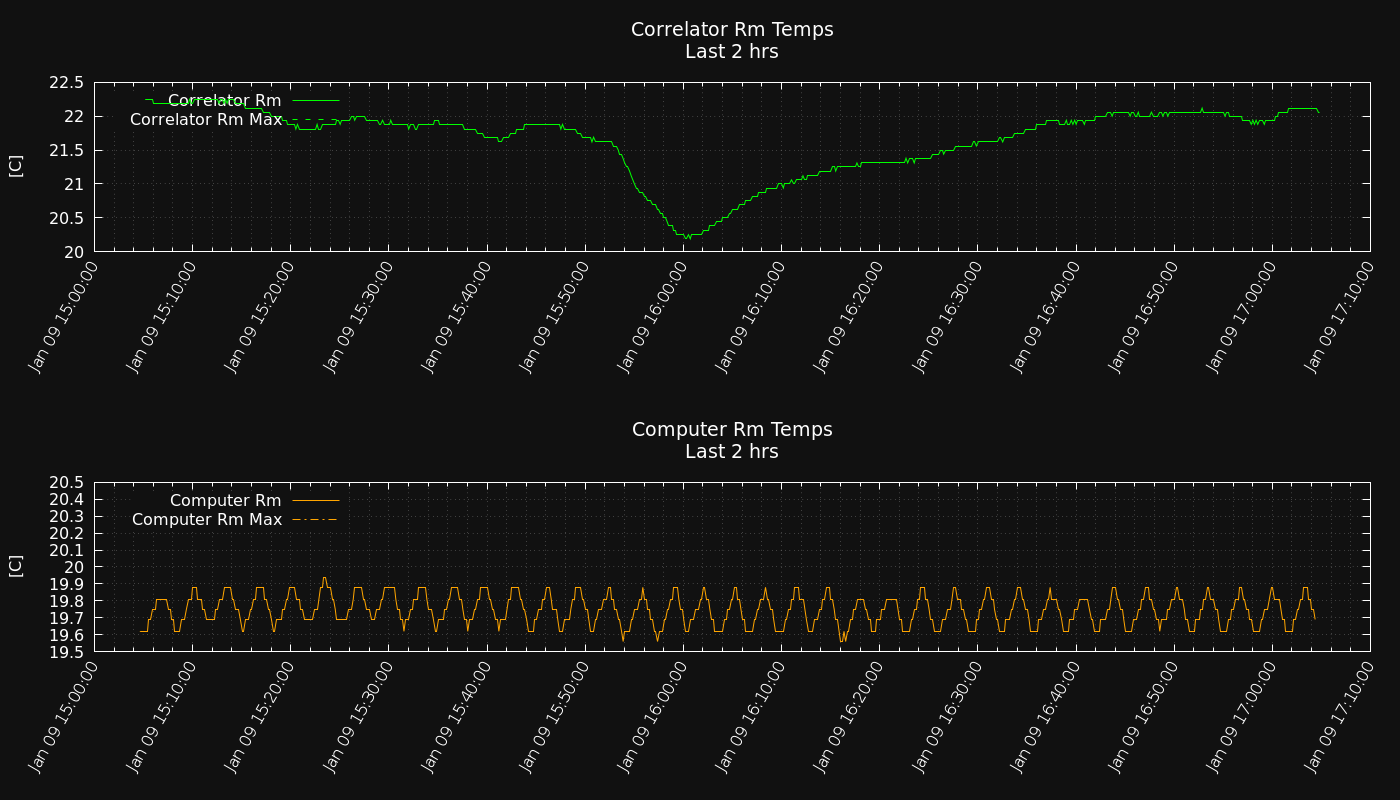 Correlator Rm Temps
Last 2 hrs
22.5
22
21.5
21
20.5
20
[C]
Correlator Rm
Correlator Rm Max
Jan 09 15:00:00
Jan 09 15:10:00
Jan 09 15:20:00
Jan 09 15:30:00
Jan 09 15:40:00
Jan 09 15:50:00
Jan 09 16:00:00
Jan 09 16:10:00
Jan 09 16:20:00
Jan 09 16:30:00
Jan 09 16:40:00
Jan 09 16:50:00
Jan 09 17:00:00
Jan 09 17:10:00
Computer Rm Temps
Last 2 hrs
20.5
20.4
20.3
20.2
20.1
20
19.9
19.8
19.7
19.6
19.5
[C]
Computer Rm
Computer Rm Max
Jan 09 15:00:00
Jan 09 15:10:00
Jan 09 15:20:00
Jan 09 15:30:00
Jan 09 15:40:00
Jan 09 15:50:00
Jan 09 16:00:00
Jan 09 16:10:00
Jan 09 16:20:00
Jan 09 16:30:00
Jan 09 16:40:00
Jan 09 16:50:00
Jan 09 17:00:00
Jan 09 17:10:00